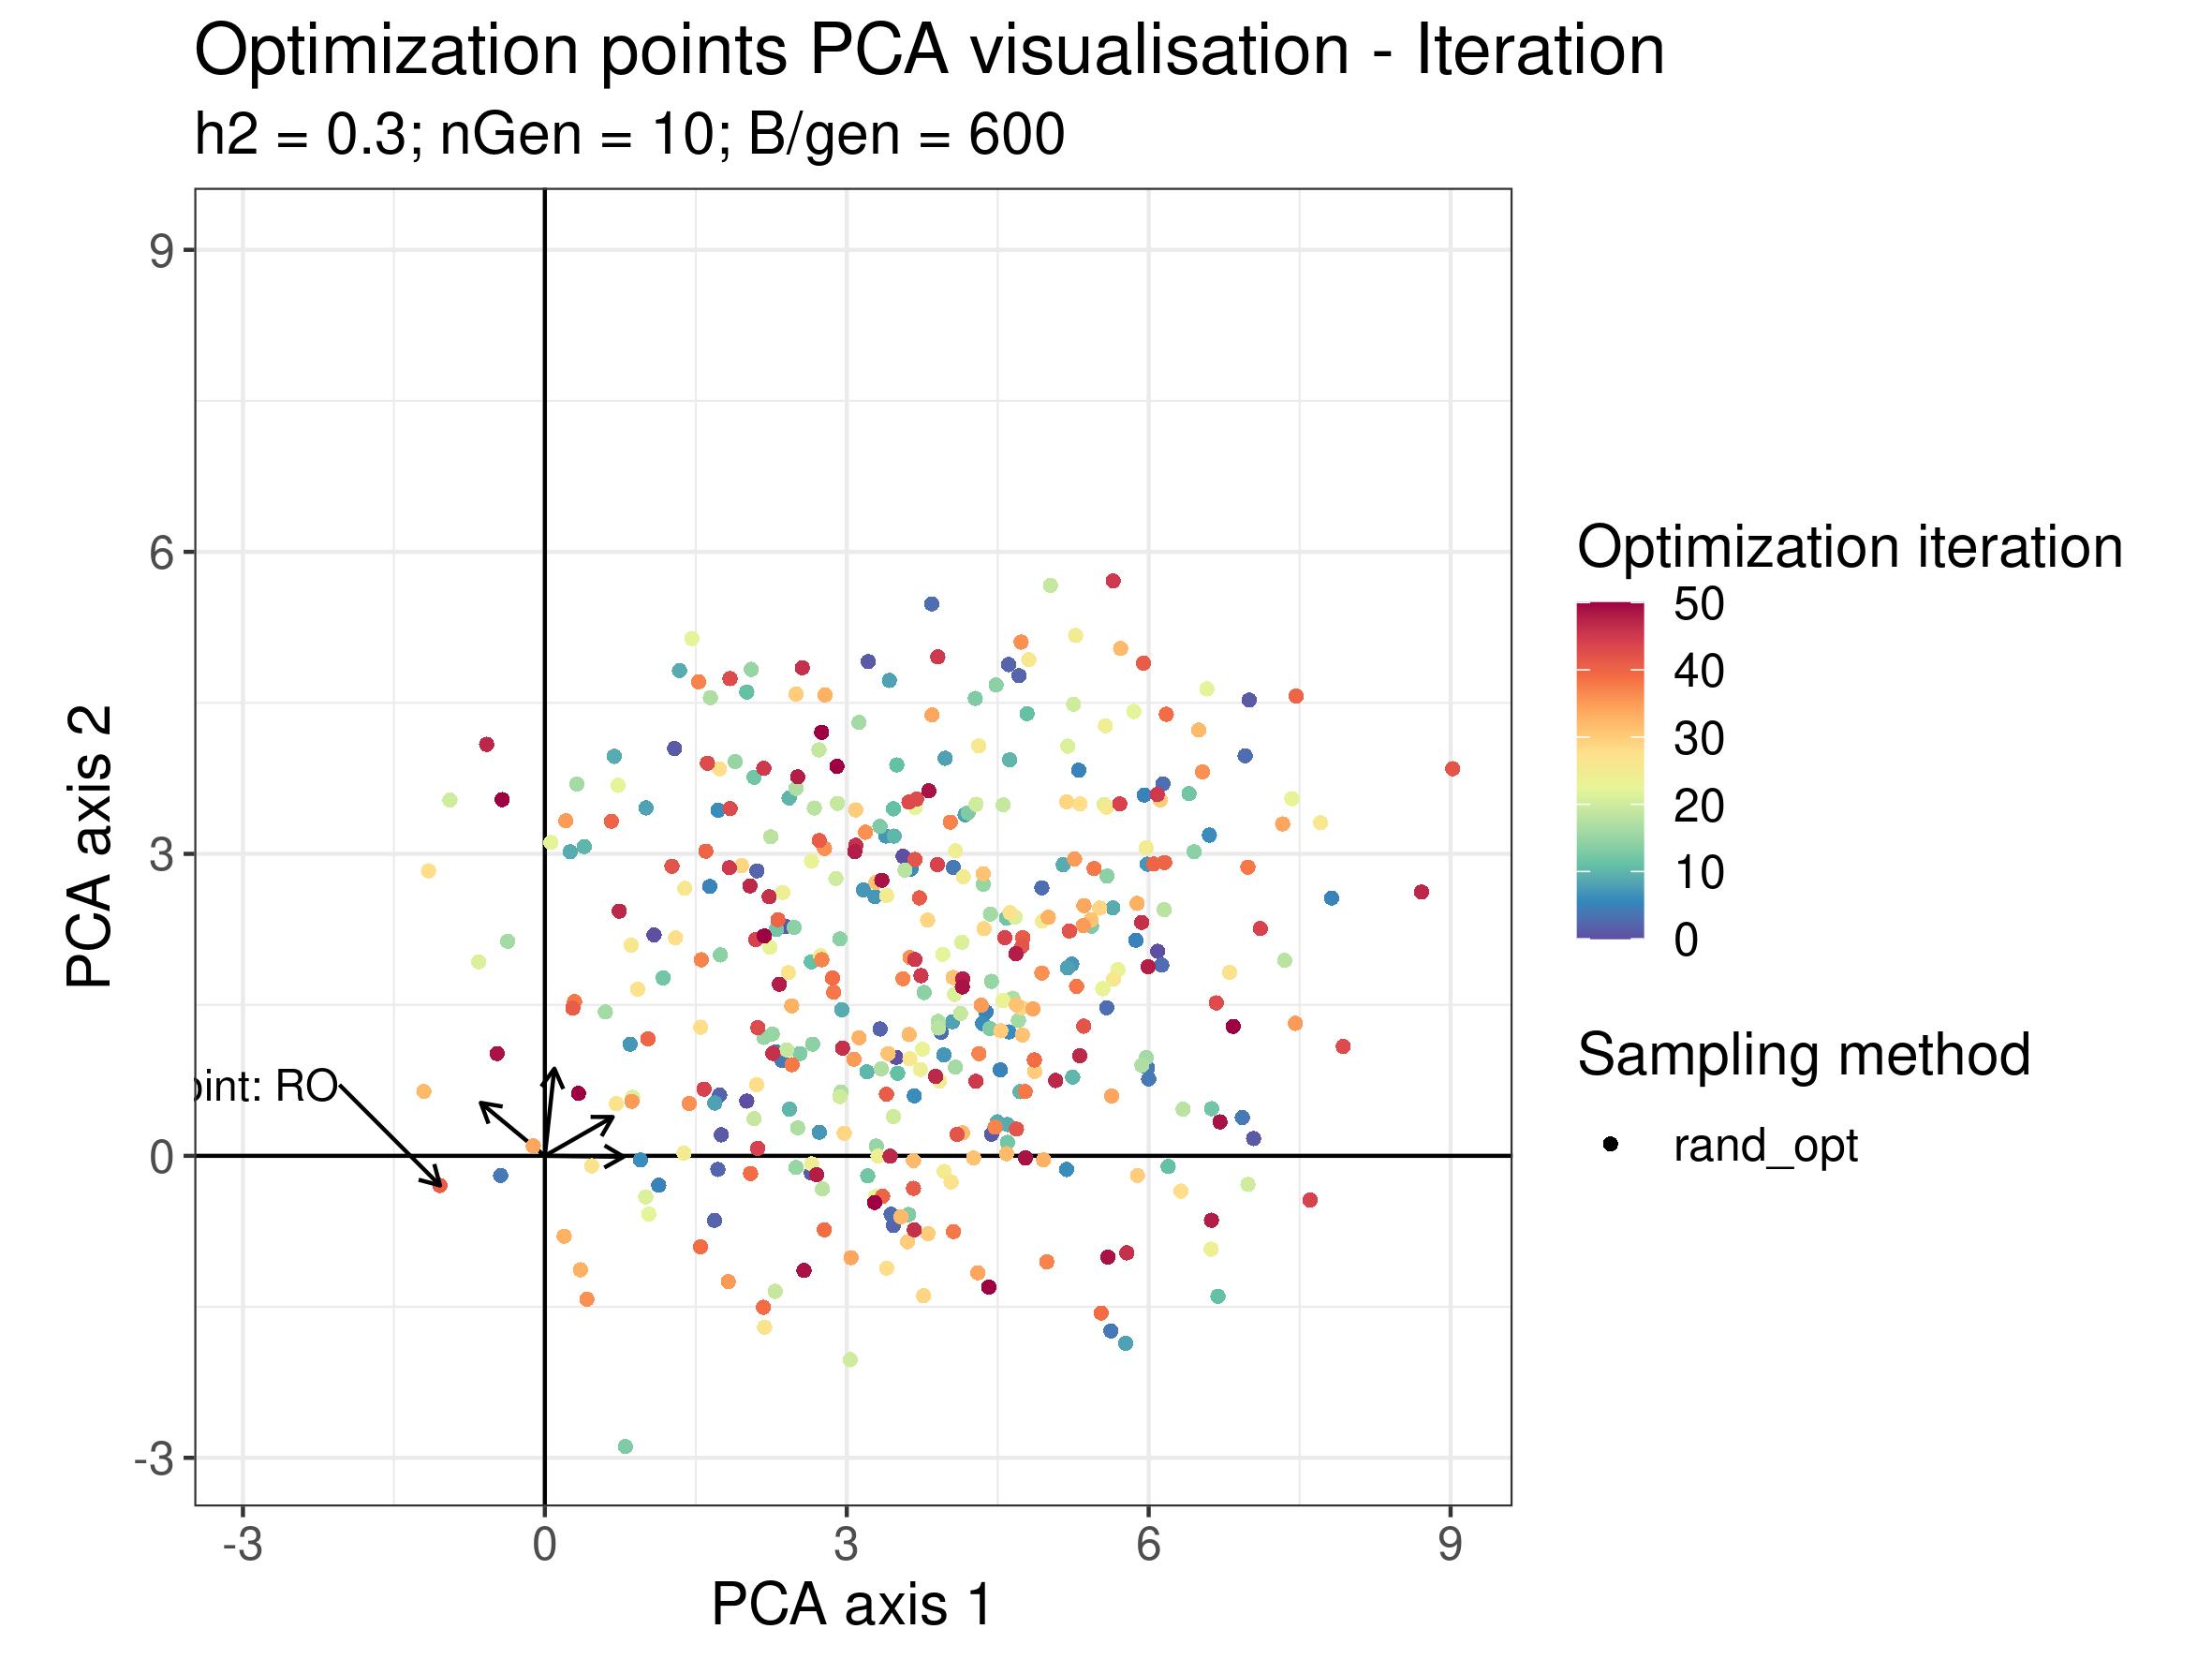 Optimization points PCA visualisation - Iteration
h2 = 0.3; nGen = 10; B/gen = 600
PCA axis 2
9
6
3
0
-3
oint: RO
-3
0
3
6
9
PCA axis 1
Optimization iteration
50
40
30
20
10
0
Sampling method
rand_opt